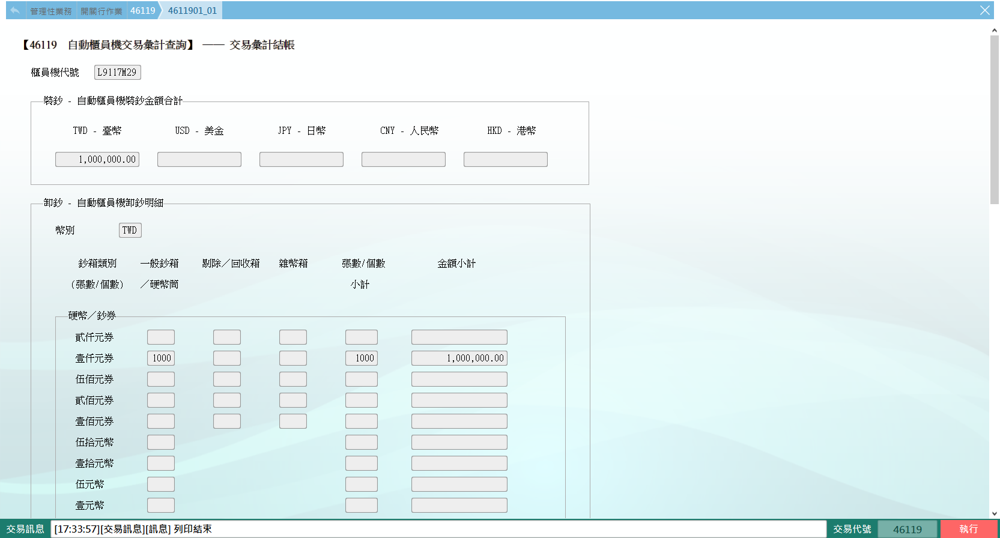 管理性業務 開關行作業 46119 4611901_01
【46119 自動櫃員機交易彙計查詢】 —— 交易彙計結帳
櫃員機代號 L9117M29
裝鈔 - 自動櫃員機裝鈔金額合計
TWD - 臺幣 USD - 美金 JPY - 日幣 CNY - 人民幣 HKD - 港幣
1,000,000.00
卸鈔 - 自動櫃員機卸鈔明細
幣別 TWD
鈔箱類別 一般鈔箱 剔除／回收箱 雜幣箱 張數/個數 金額小計
(張數/個數) ／硬幣筒 小計
硬幣／鈔券
貳仟元券
壹仟元券 1000 1000 1,000,000.00
伍佰元券
貳佰元券
壹佰元券
伍拾元幣
壹拾元幣
伍元幣
壹元幣
交易訊息 [17:33:57][交易訊息][訊息] 列印結束 交易代號 46119 執行